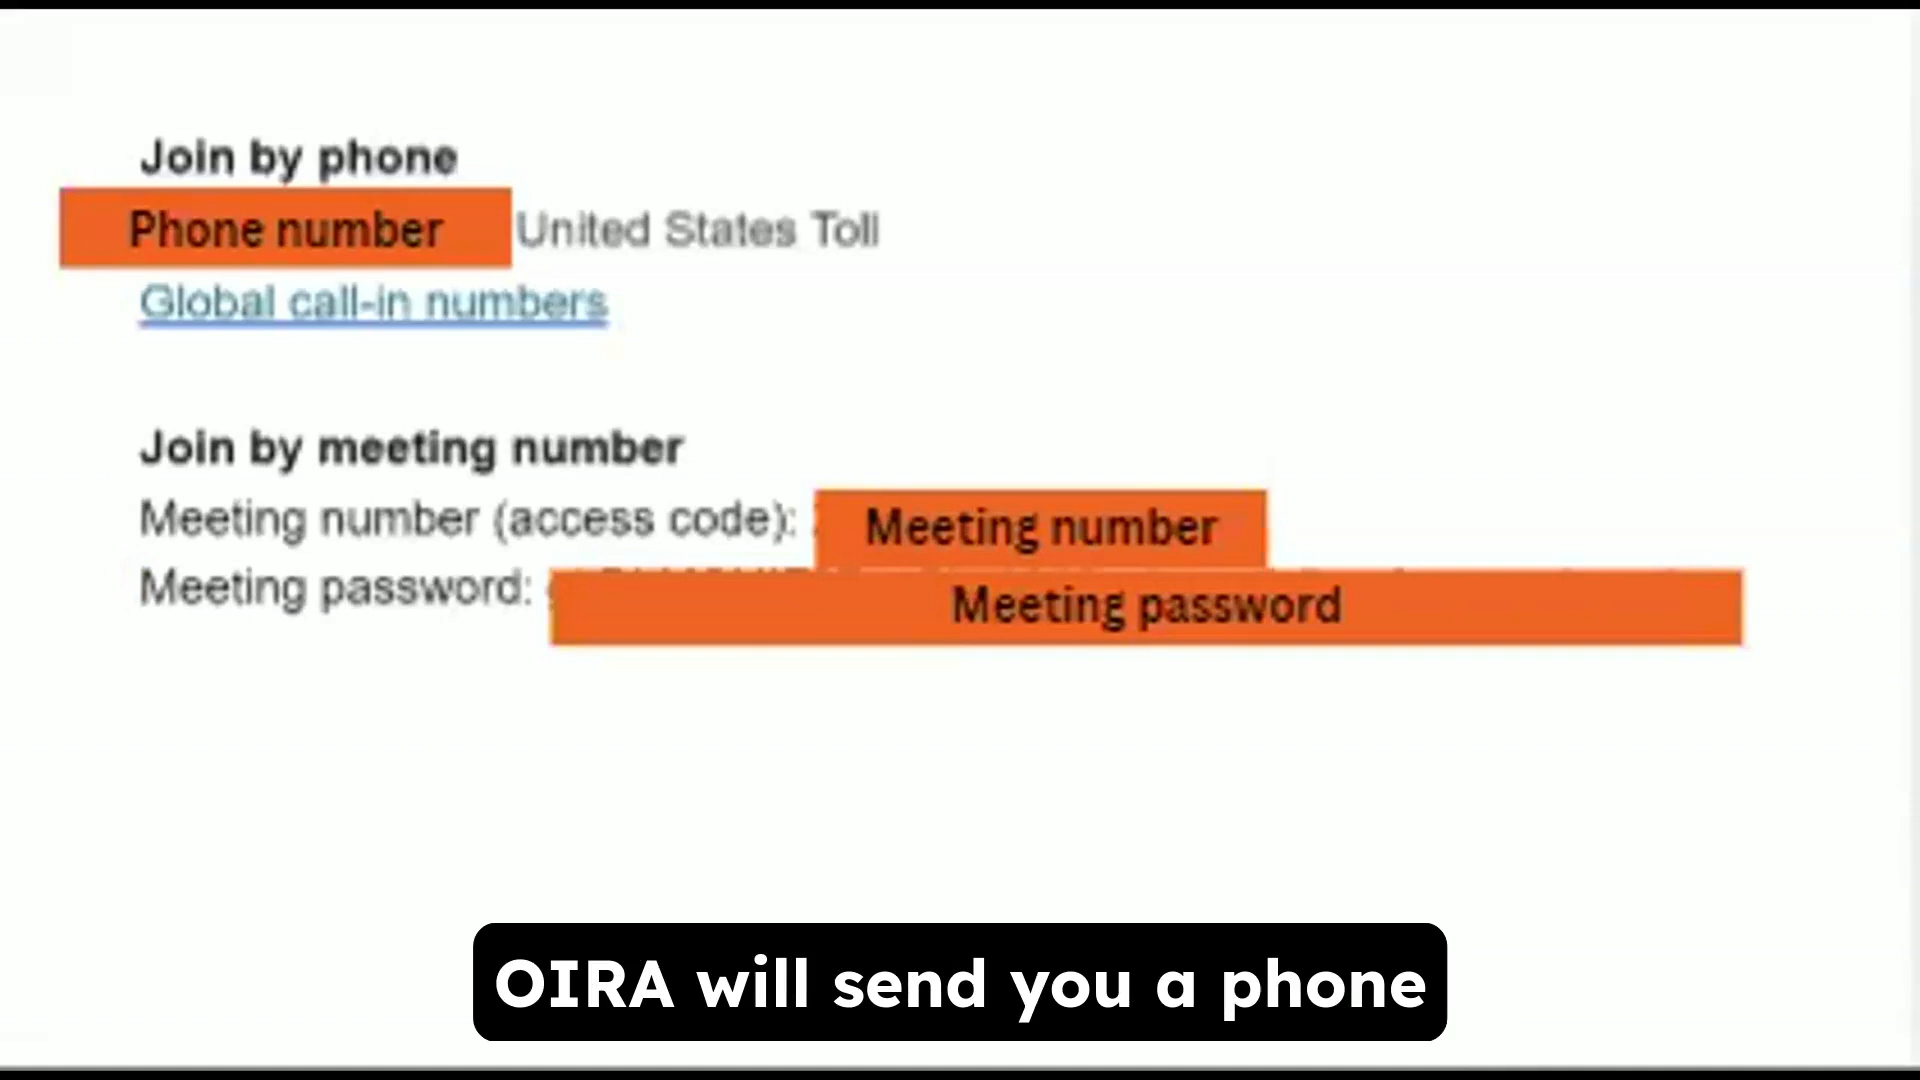 Join by phone
Phone number United States Toll
Global call-in numbers
Join by meeting number
Meeting number (access code): Meeting number
Meeting password: Meeting password
OIRA will send you a phone